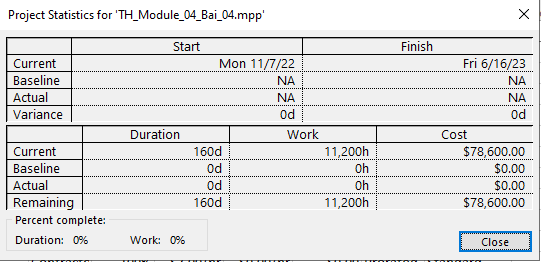 Project Statistics for 'TH_Module_04_Bai_04.mpp'
Start Finish
Current Mon 11/7/22 Fri 6/16/23
Baseline NA NA
Actual NA NA
Variance 0d 0d
Duration Work Cost
Current 160d 11,200h $78,600.00
Baseline 0d 0h $0.00
Actual 0d 0h $0.00
Remaining 160d 11,200h $78,600.00
Percent complete:
Duration: 0% Work: 0%
Close